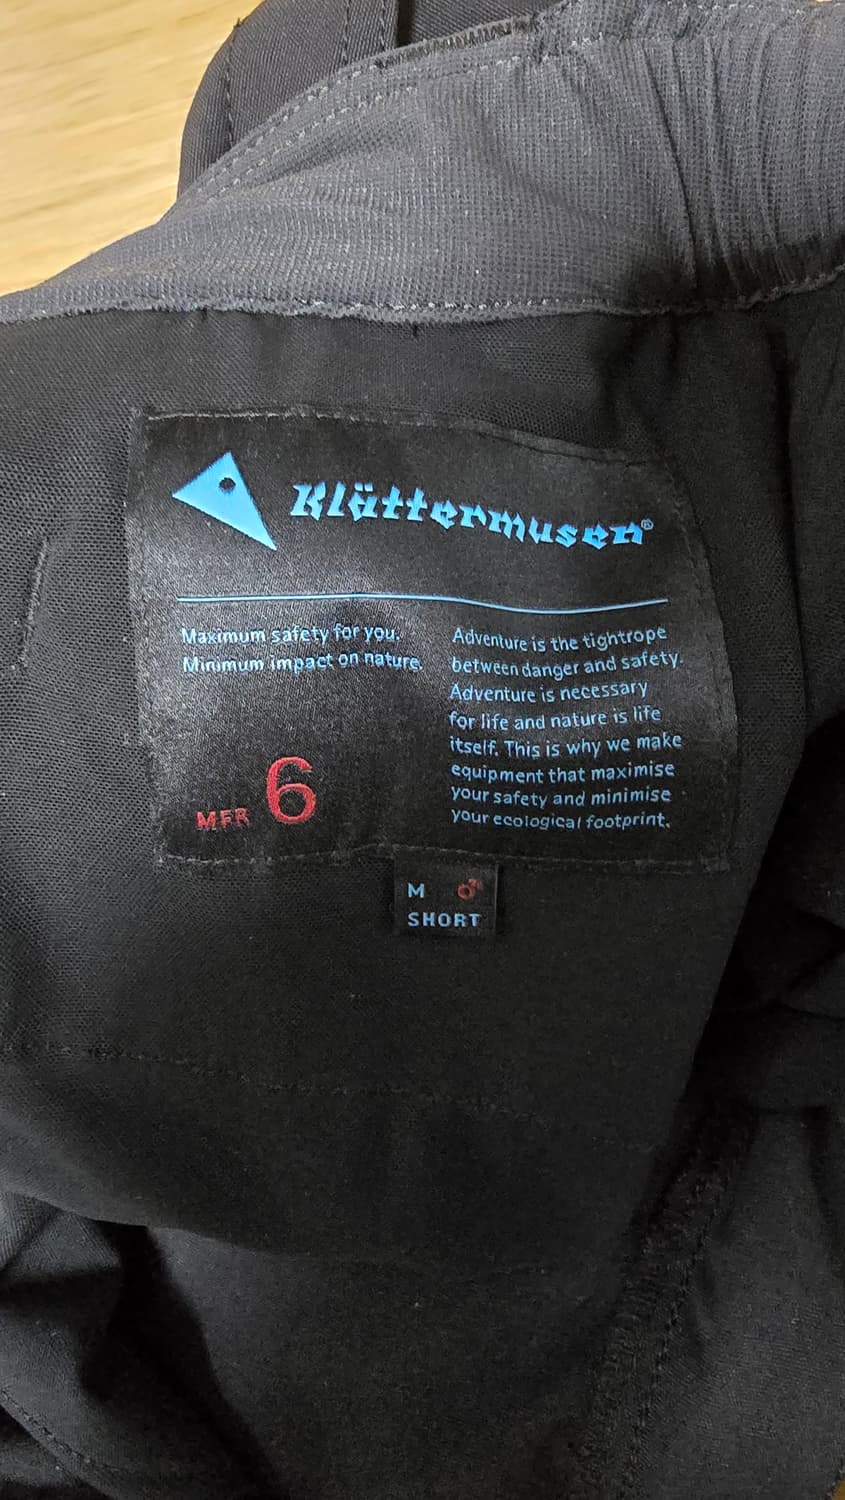 Klättermusen®
Maximum safety for you.
Minimum impact on nature.
MFR 6
Adventure is the tightrope
between danger and safety.
Adventure is necessary
for life and nature is life
itself. This is why we make
equipment that maximise
your safety and minimise
your ecological footprint.
M ♂
SHORT